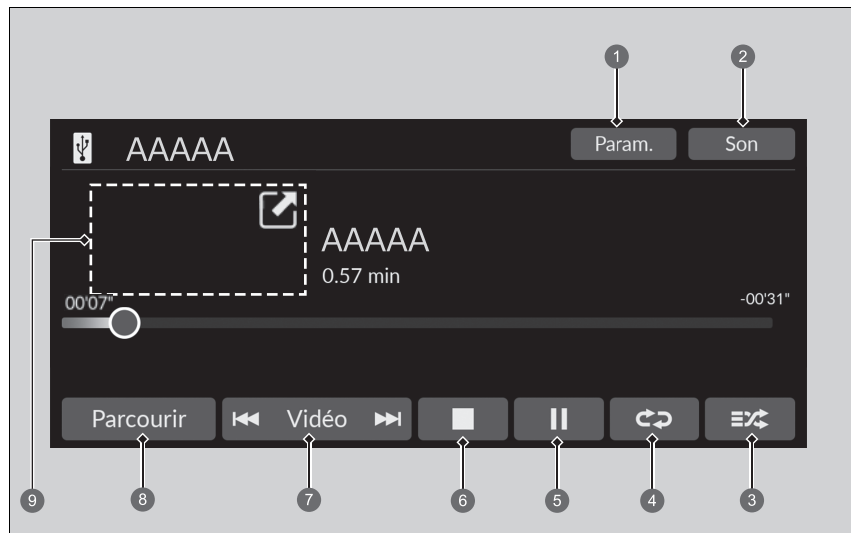 1
2
AAAAA
Param.
Son
AAAAA
0.57 min
00'07"
-00'31"
Parcourir
Vidéo
9
8
7
6
5
4
3